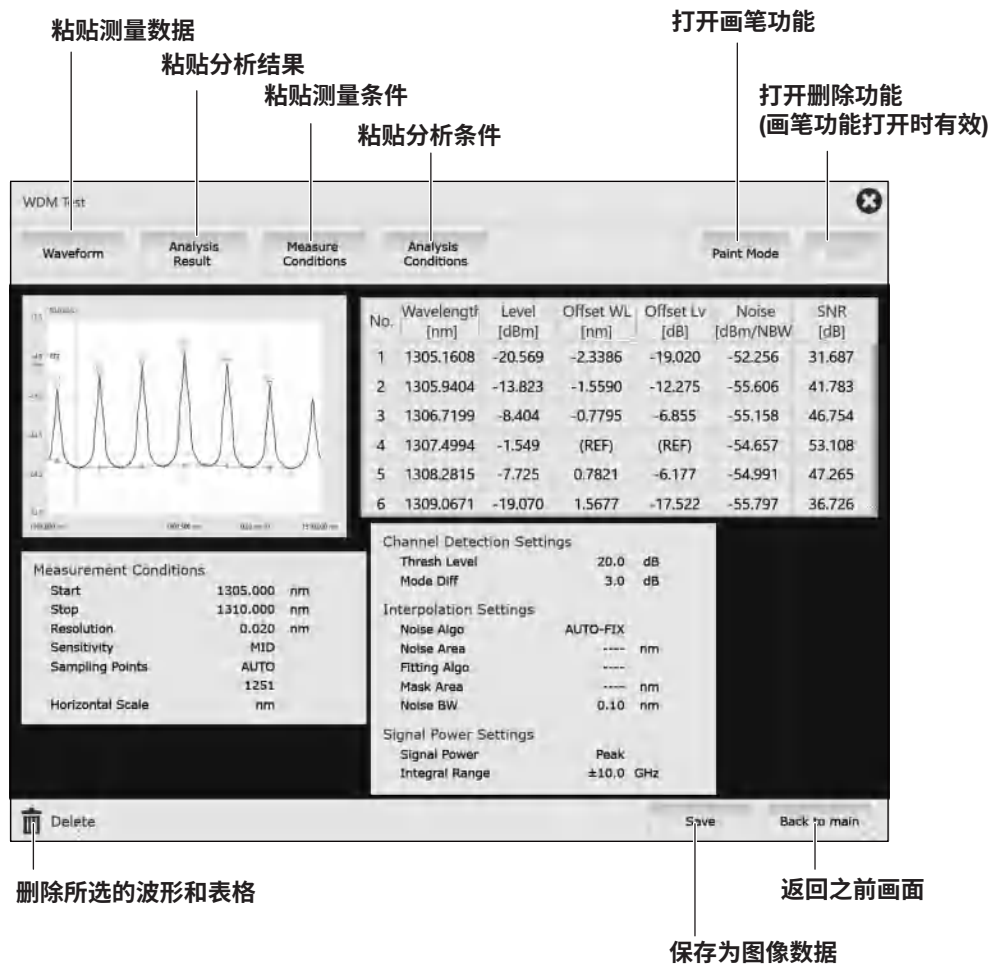 粘贴测量数据
打开画笔功能
粘贴分析结果
粘贴测量条件
打开删除功能
(画笔功能打开时有效)
粘贴分析条件
WDM Test
Waveform
Analysis
Result
Measure
Conditions
Analysis
Conditions
Paint Mode
No. Wavelength [nm] Level [dBm] Offset WL [nm] Offset Lv [dB] Noise [dBm/NBW SNR [dB]
1 1305.1608 -20.569 -2.3386 -19.020 -52.256 31.687
2 1305.9404 -13.823 -1.5590 -12.275 -55.606 41.783
3 1306.7199 -8.404 -0.7795 -6.855 -55.158 46.754
4 1307.4994 -1.549 (REF) (REF) -54.657 53.108
5 1308.2815 -7.725 0.7821 -6.177 -54.991 47.265
6 1309.0671 -19.070 1.5677 -17.522 -55.797 36.726
Measurement Conditions
Start 1305.000 nm
Stop 1310.000 nm
Resolution 0.020 nm
Sensitivity MID
Sampling Points AUTO
1251
Horizontal Scale nm
Channel Detection Settings
Thresh Level 20.0 dB
Mode Diff 3.0 dB
Interpolation Settings
Noise Algo AUTO-FIX
Noise Area ---- nm
Fitting Algo ----
Mask Area ---- nm
Noise BW 0.10 nm
Signal Power Settings
Signal Power Peak
Integral Range ±10.0 GHz
Delete
Save
Back to main
删除所选的波形和表格
返回之前画面
保存为图像数据